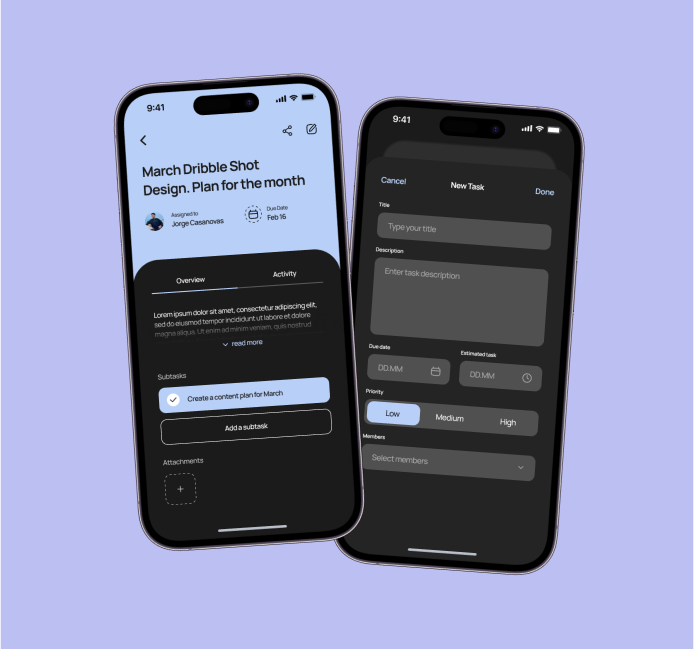 9:41
March Dribble Shot
Design. Plan for the month
Assigned to
Jorge Casanovas
Due Date
Feb 16
Overview
Activity
Lorem ipsum dolor sit amet, consectetur adipiscing elit,
sed do eiusmod tempor incididunt ut labore et dolore
magna aliqua. Ut enim ad minim veniam, quis nostrud
read more
Subtasks
Create a content plan for March
Add a subtask
Attachments
9:41
Cancel
New Task
Done
Title
Type your title
Description
Enter task description
Due date
Estimated task
DD.MM
DD.MM
Priority
Low
Medium
High
Members
Select members